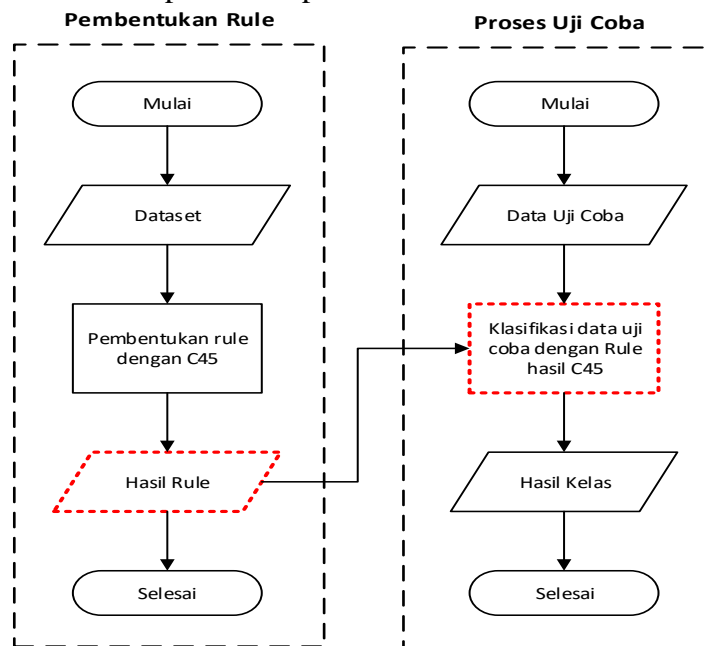 Pembentukan Rule
Mulai
Dataset
Pembentukan rule
dengan C45
Hasil Rule
Selesai
Proses Uji Coba
Mulai
Data Uji Coba
Klasifikasi data uji
coba dengan Rule
hasil C45
Hasil Kelas
Selesai